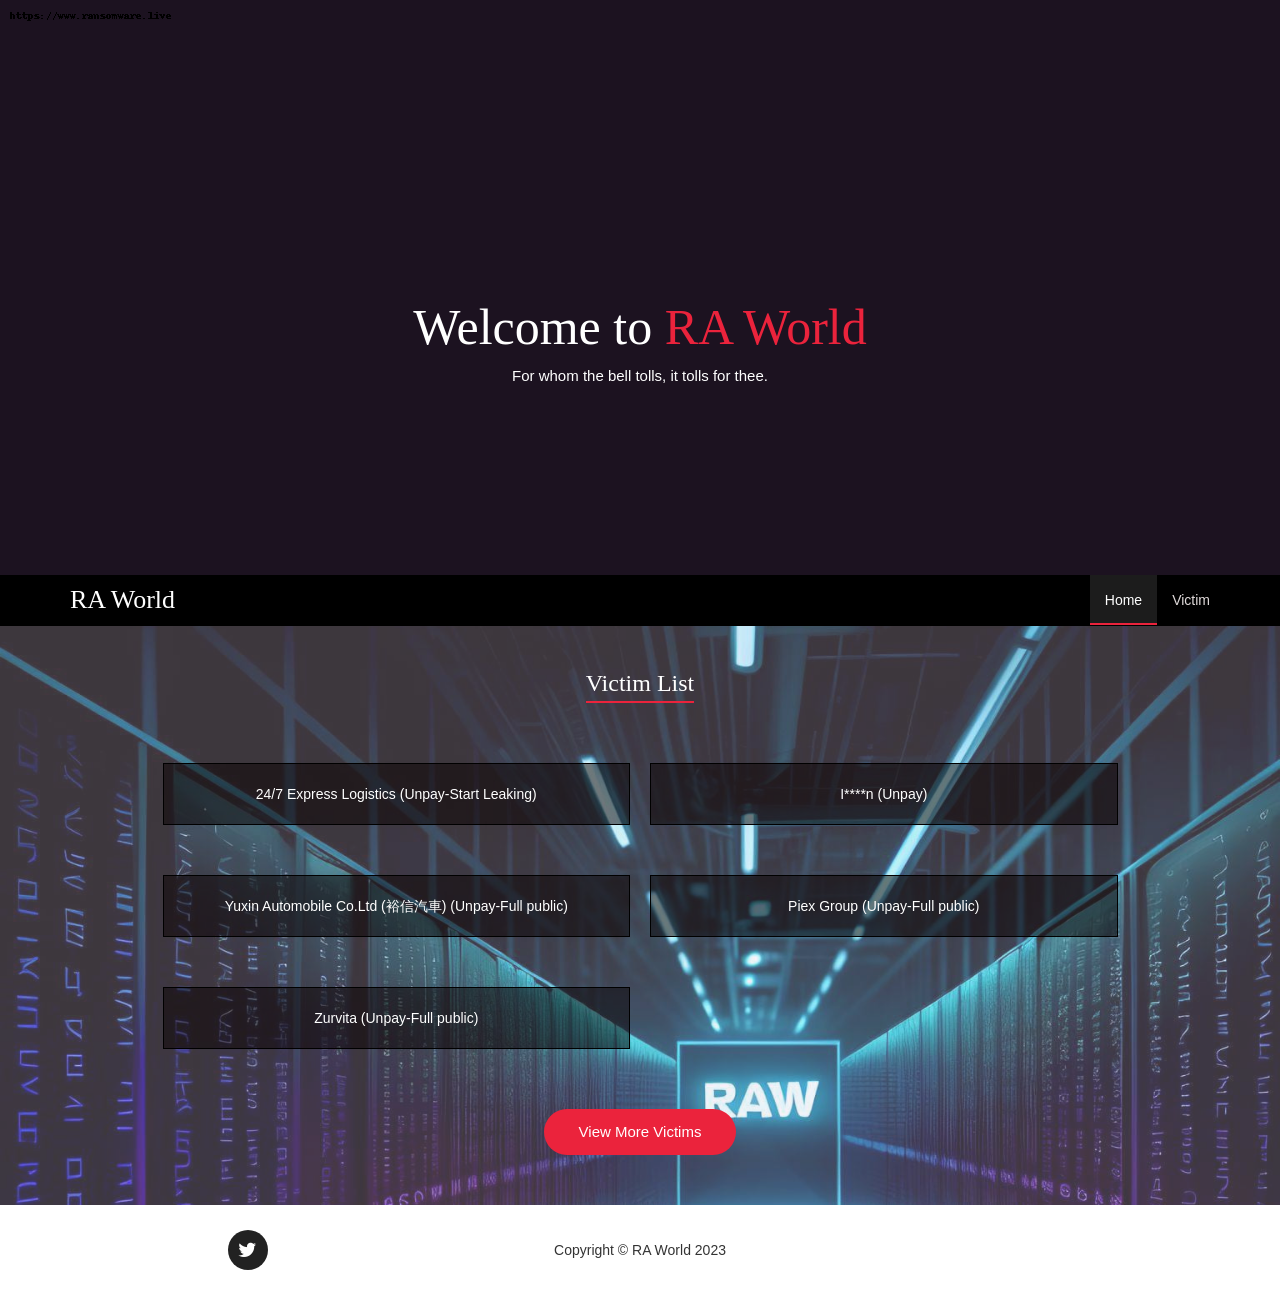 https://www.ransomware.live
Welcome to RA World
For whom the bell tolls, it tolls for thee.
RA World
Home
Victim
Victim List
24/7 Express Logistics (Unpay-Start Leaking)
I****n (Unpay)
Yuxin Automobile Co.Ltd (裕信汽車) (Unpay-Full public)
Piex Group (Unpay-Full public)
Zurvita (Unpay-Full public)
RAW
View More Victims
Copyright © RA World 2023